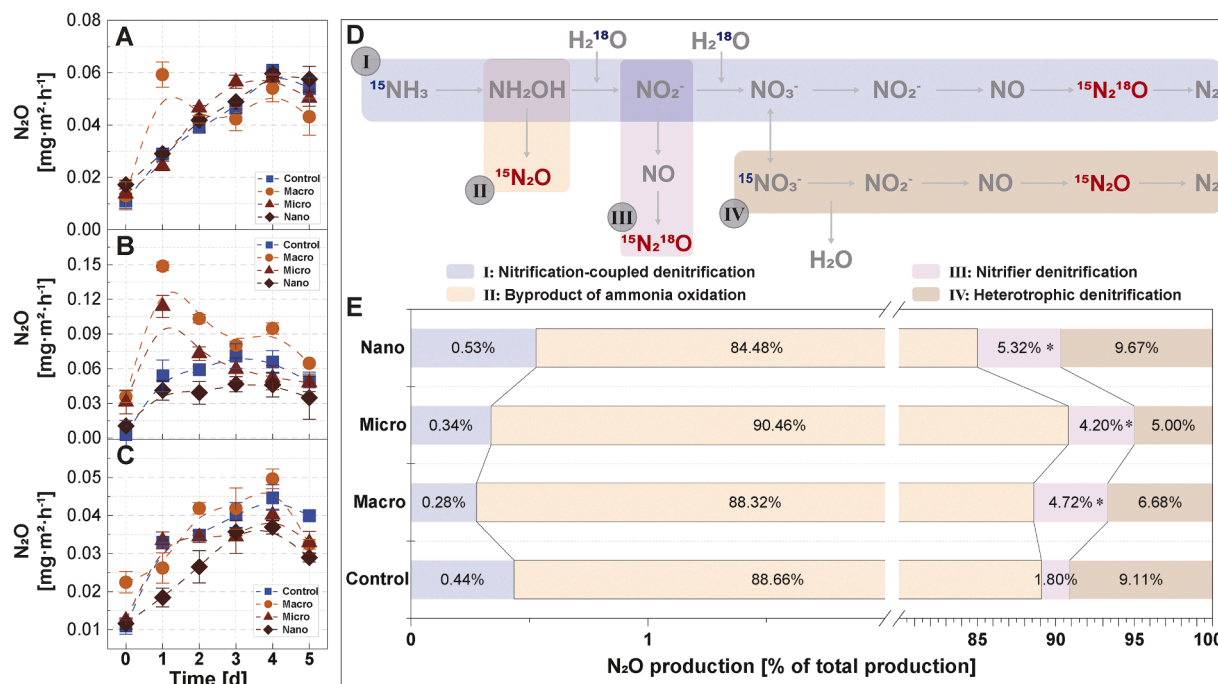 A
N₂O
[mg·m⁻²·h⁻¹]
0.08
0.06
0.04
0.02
0.00
Control
Macro
Micro
Nano
B
N₂O
[mg·m⁻²·h⁻¹]
0.15
0.12
0.09
0.06
0.03
0.00
Control
Macro
Micro
Nano
C
N₂O
[mg·m⁻²·h⁻¹]
0.05
0.04
0.03
0.02
0.01
Control
Macro
Micro
Nano
0 1 2 3 4 5
Time [d]
D
H₂¹⁸O H₂¹⁸O
I
¹⁵NH₃ NH₂OH NO₂⁻ NO₃⁻ NO₂⁻ NO ¹⁵N₂¹⁸O N₂
II
¹⁵N₂O NO
IV
¹⁵NO₃⁻ NO₂⁻ NO ¹⁵N₂O N₂
III
¹⁵N₂¹⁸O H₂O
I: Nitrification-coupled denitrification III: Nitrifier denitrification
II: Byproduct of ammonia oxidation IV: Heterotrophic denitrification
E
Nano 0.53% 84.48% 5.32% * 9.67%
Micro 0.34% 90.46% 4.20% * 5.00%
Macro 0.28% 88.32% 4.72% * 6.68%
Control 0.44% 88.66% 1.80% 9.11%
0 1 85 90 95 100
N₂O production [% of total production]